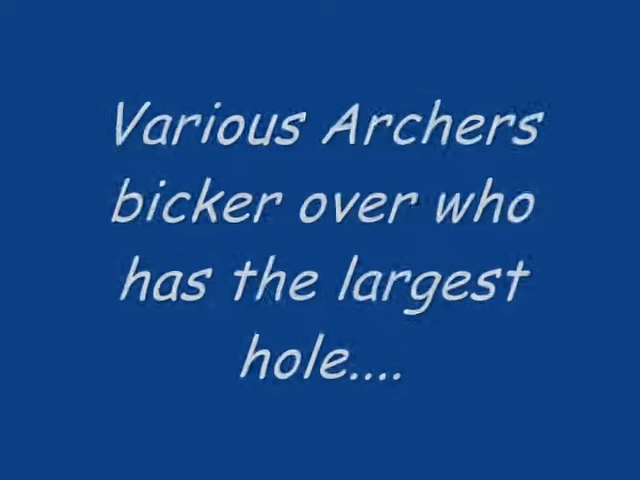 Various Archers
bicker over who
has the largest
hole....